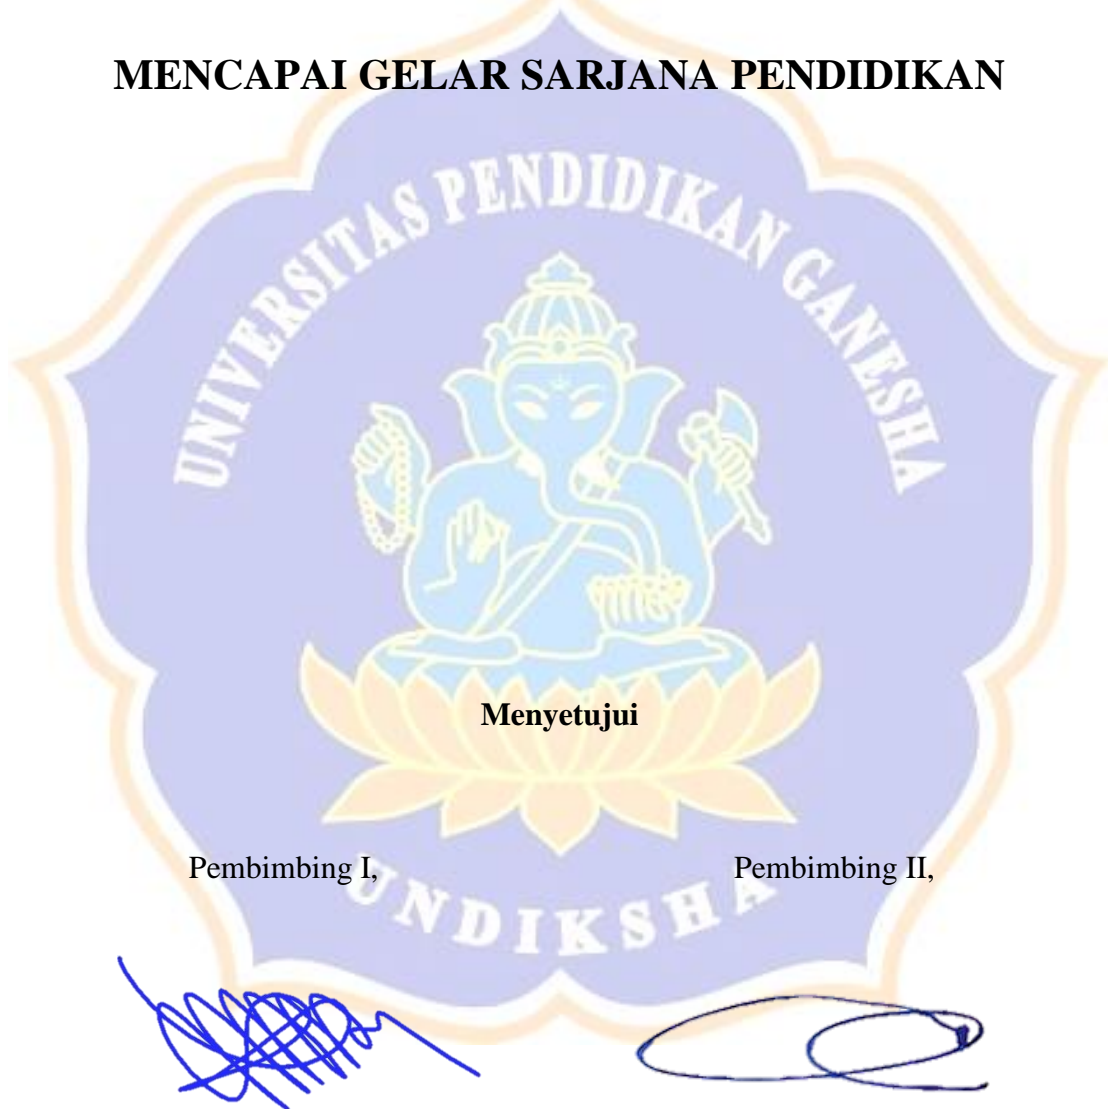 MENCAPAI GELAR SARJANA PENDIDIKAN
UNIVERSITAS PENDIDIKAN GANESHA
Menyetujui
Pembimbing I, Pembimbing II,
UNDIKSHA